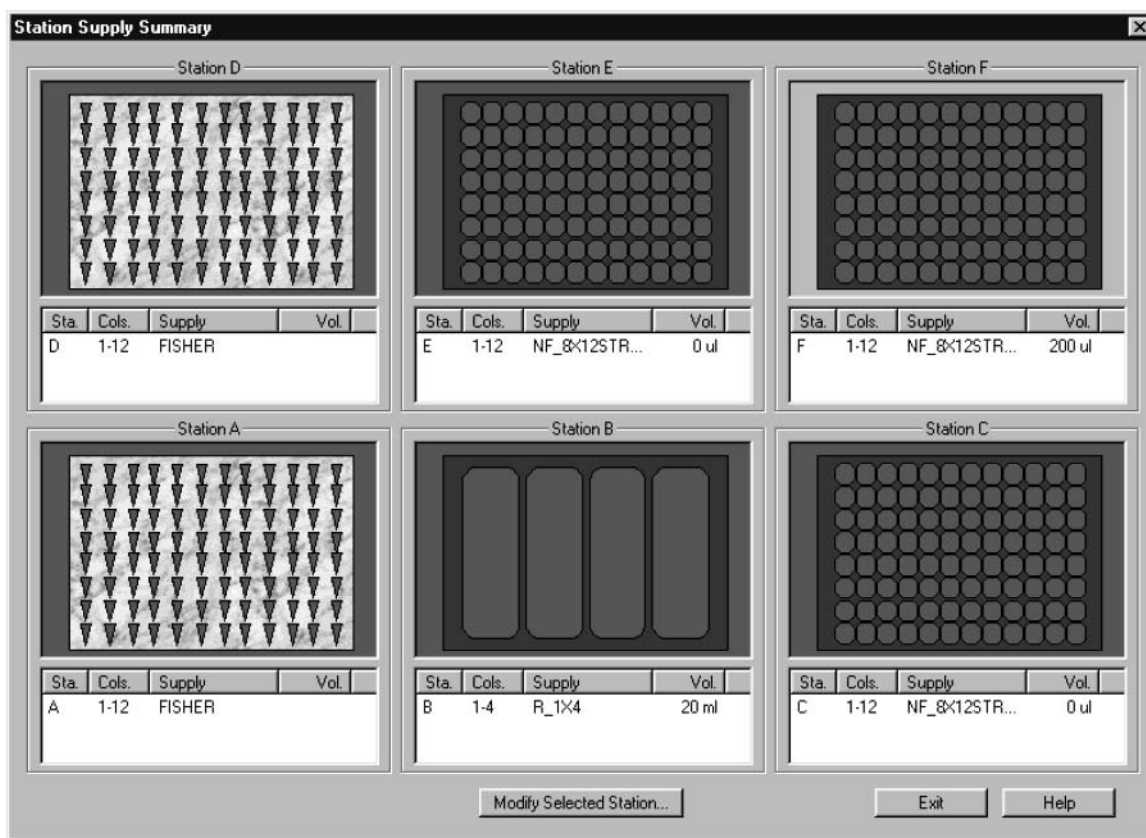 Station Supply Summary
Station D
Sta. Cols. Supply Vol.
D 1-12 FISHER
Station E
Sta. Cols. Supply Vol.
E 1-12 NF_8X12STR... 0 ul
Station F
Sta. Cols. Supply Vol.
F 1-12 NF_8X12STR... 200 ul
Station A
Sta. Cols. Supply Vol.
A 1-12 FISHER
Station B
Sta. Cols. Supply Vol.
B 1-4 R_1X4 20 ml
Station C
Sta. Cols. Supply Vol.
C 1-12 NF_8X12STR... 0 ul
Modify Selected Station... Exit Help